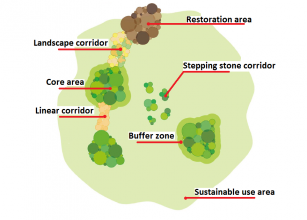 Restoration area
Landscape corridor
Stepping stone corridor
Core area
Linear corridor
Buffer zone
Sustainable use area